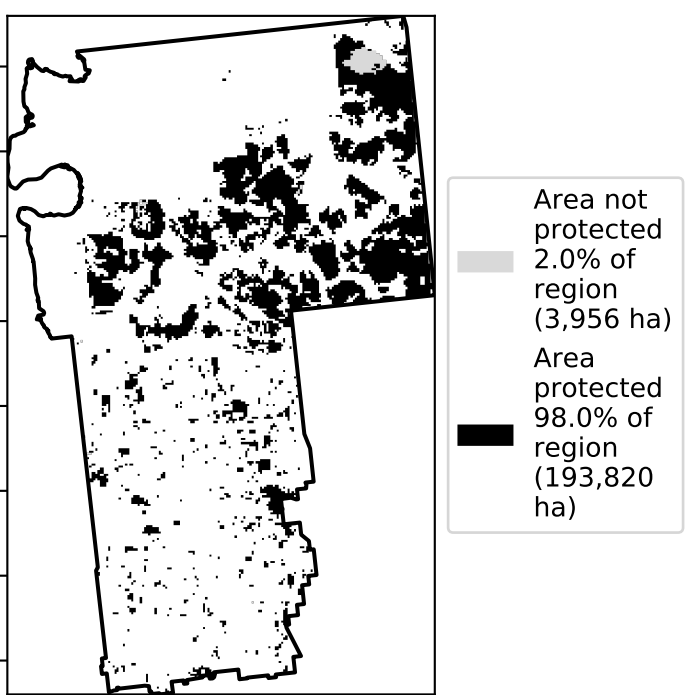 Area not
protected
2.0% of
region
(3,956 ha)
Area
protected
98.0% of
region
(193,820
ha)